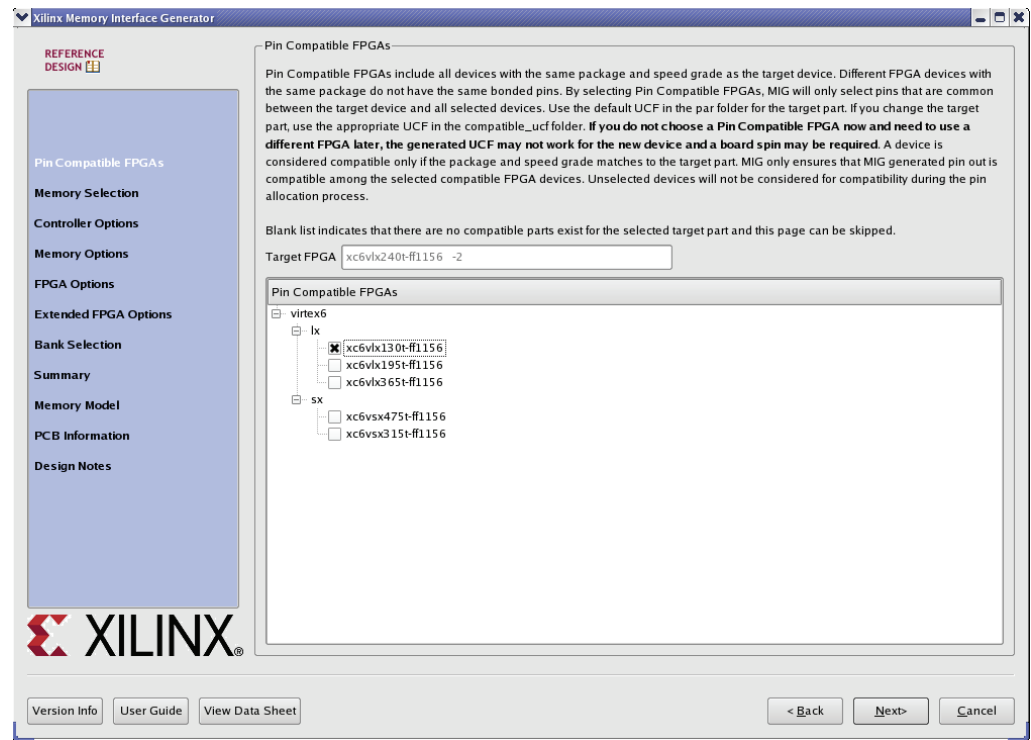 Xilinx Memory Interface Generator
REFERENCE
DESIGN
Pin Compatible FPGAs
Memory Selection
Controller Options
Memory Options
FPGA Options
Extended FPGA Options
Bank Selection
Summary
Memory Model
PCB Information
Design Notes
XILINX®
Pin Compatible FPGAs
Pin Compatible FPGAs include all devices with the same package and speed grade as the target device. Different FPGA devices with
the same package do not have the same bonded pins. By selecting Pin Compatible FPGAs, MIG will only select pins that are common
between the target device and all selected devices. Use the default UCF in the par folder for the target part. If you change the target
part, use the appropriate UCF in the compatible_ucf folder. If you do not choose a Pin Compatible FPGA now and need to use a
different FPGA later, the generated UCF may not work for the new device and a board spin may be required. A device is
considered compatible only if the package and speed grade matches to the target part. MIG only ensures that MIG generated pin out is
compatible among the selected compatible FPGA devices. Unselected devices will not be considered for compatibility during the pin
allocation process.
Blank list indicates that there are no compatible parts exist for the selected target part and this page can be skipped.
Target FPGA xc6vlx240t-ff1156 -2
Pin Compatible FPGAs
virtex6
lx
xc6vlx130t-ff1156
xc6vlx195t-ff1156
xc6vlx365t-ff1156
sx
xc6vsx475t-ff1156
xc6vsx315t-ff1156
Version Info User Guide View Data Sheet < Back Next> Cancel